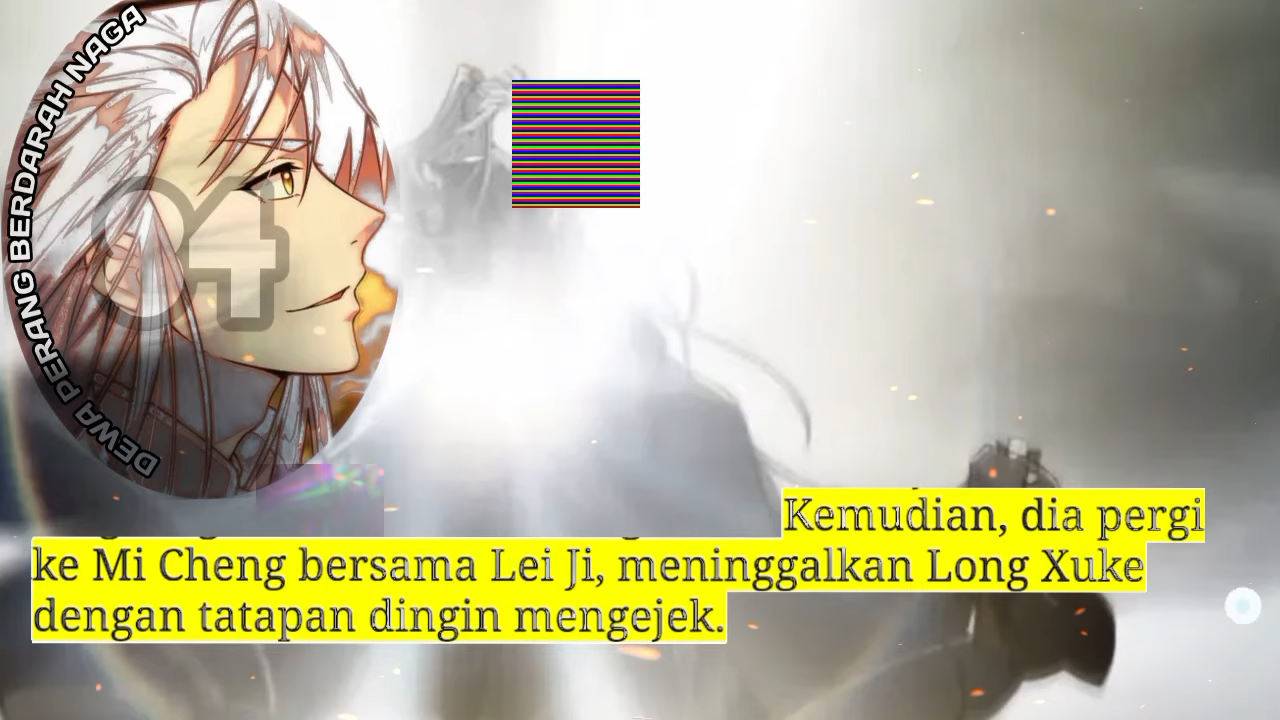 DEWA PERANG BERDARAH NAGA
04
Kemudian, dia pergi
ke Mi Cheng bersama Lei Ji, meninggalkan Long Xuke
dengan tatapan dingin mengejek.